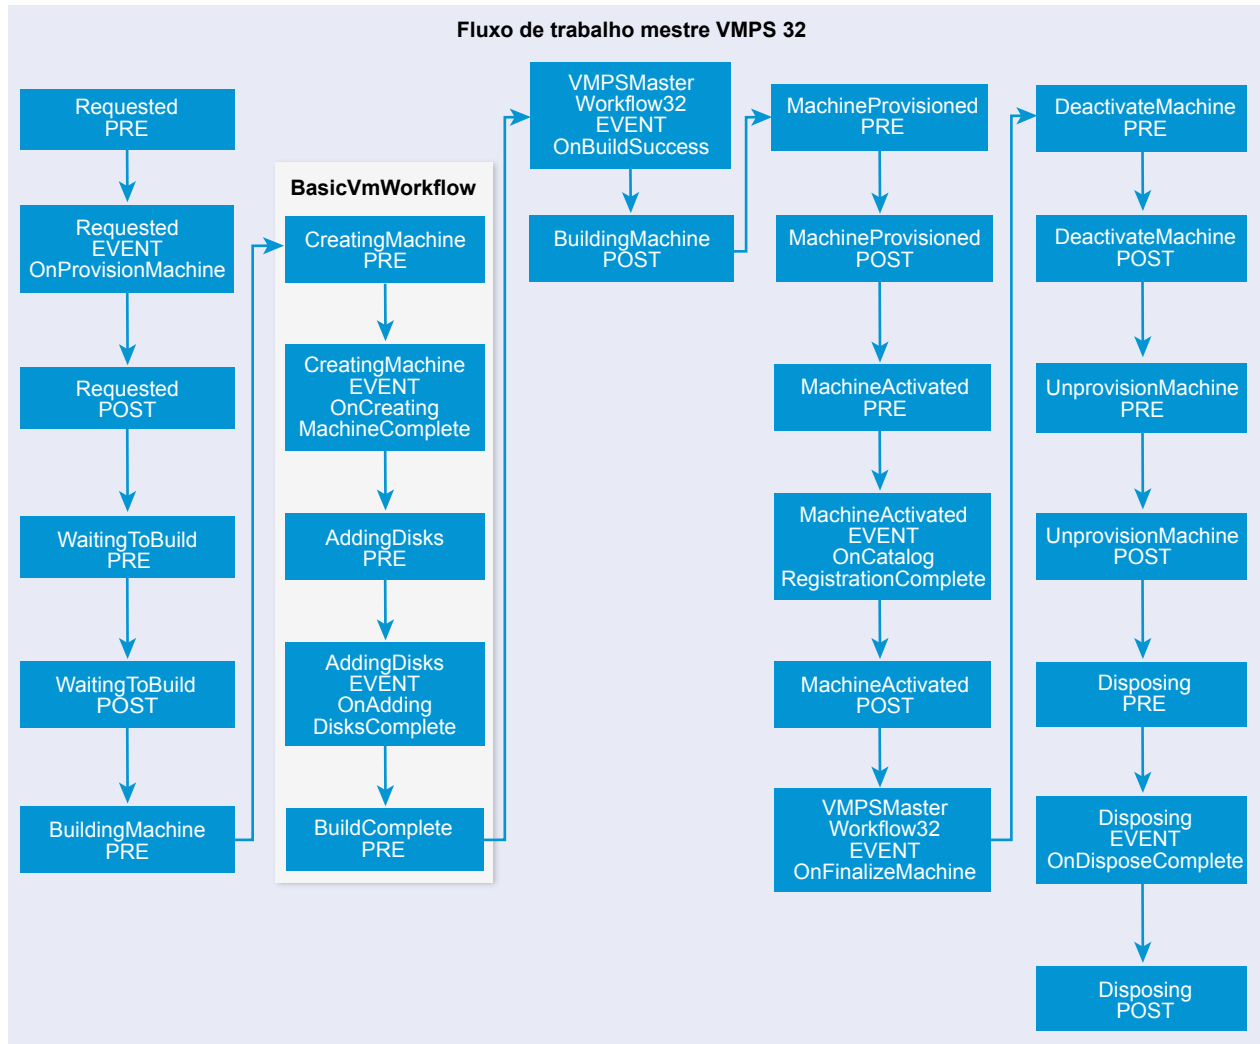 Fluxo de trabalho mestre VMPS 32
Requested
PRE
Requested
EVENT
OnProvisionMachine
Requested
POST
WaitingToBuild
PRE
WaitingToBuild
POST
BuildingMachine
PRE
BasicVmWorkflow
CreatingMachine
PRE
CreatingMachine
EVENT
OnCreating
MachineComplete
AddingDisks
PRE
AddingDisks
EVENT
OnAdding
DisksComplete
BuildComplete
PRE
VMPSMaster
Workflow32
EVENT
OnBuildSuccess
BuildingMachine
POST
MachineProvisioned
PRE
MachineProvisioned
POST
MachineActivated
PRE
MachineActivated
EVENT
OnCatalog
RegistrationComplete
MachineActivated
POST
VMPSMaster
Workflow32
EVENT
OnFinalizeMachine
DeactivateMachine
PRE
DeactivateMachine
POST
UnprovisionMachine
PRE
UnprovisionMachine
POST
Disposing
PRE
Disposing
EVENT
OnDisposeComplete
Disposing
POST